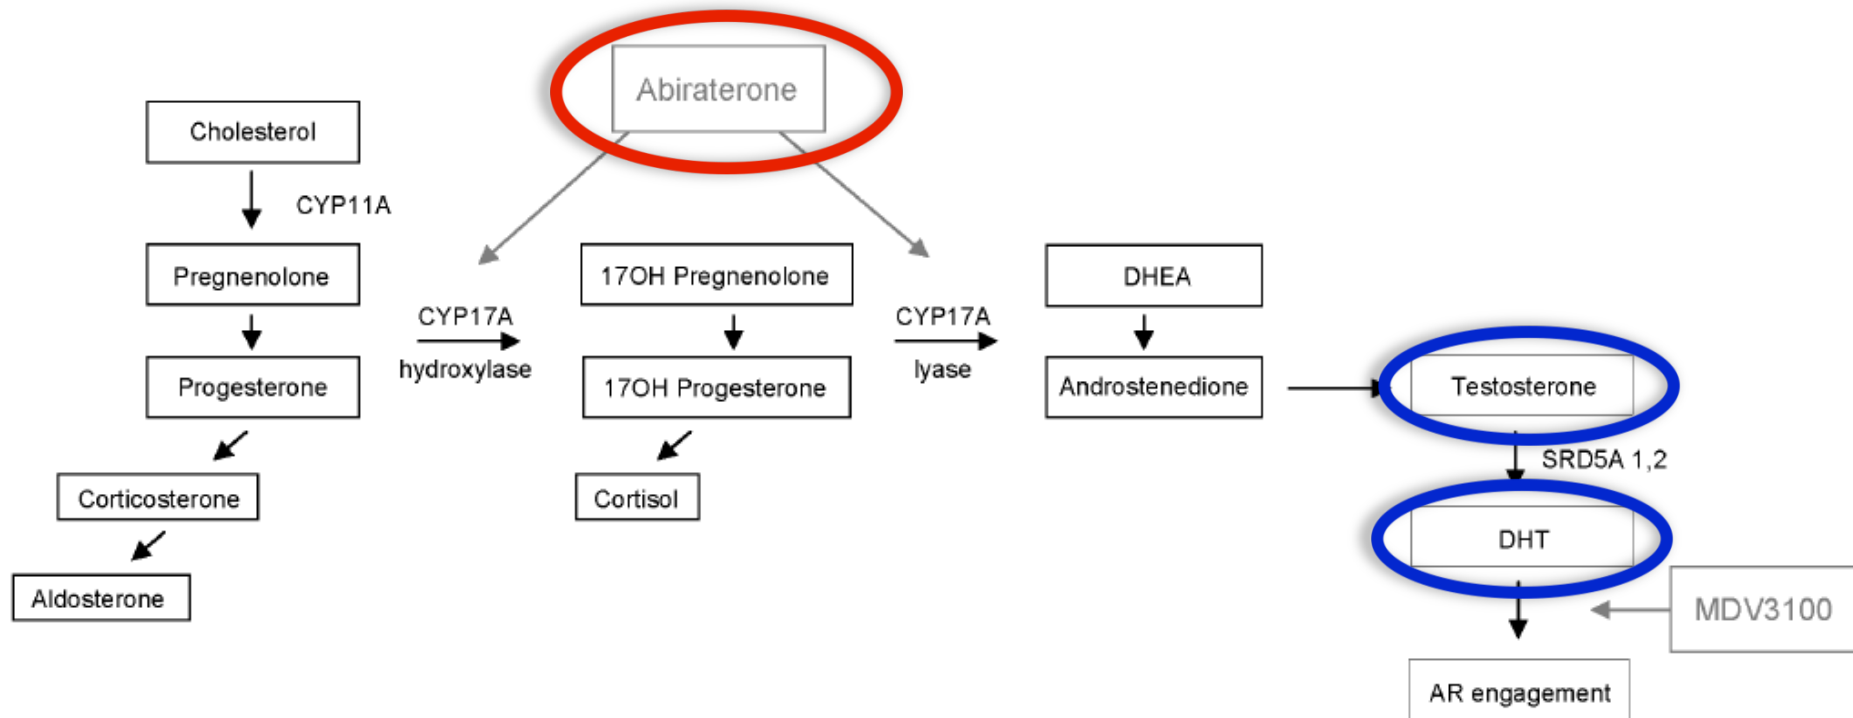 Abiraterone
Cholesterol
CYP11A
Pregnenolone
17OH Pregnenolone
DHEA
CYP17A
hydroxylase
CYP17A
lyase
Progesterone
17OH Progesterone
Androstenedione
Testosterone
SRD5A 1,2
Corticosterone
Cortisol
DHT
Aldosterone
MDV3100
AR engagement